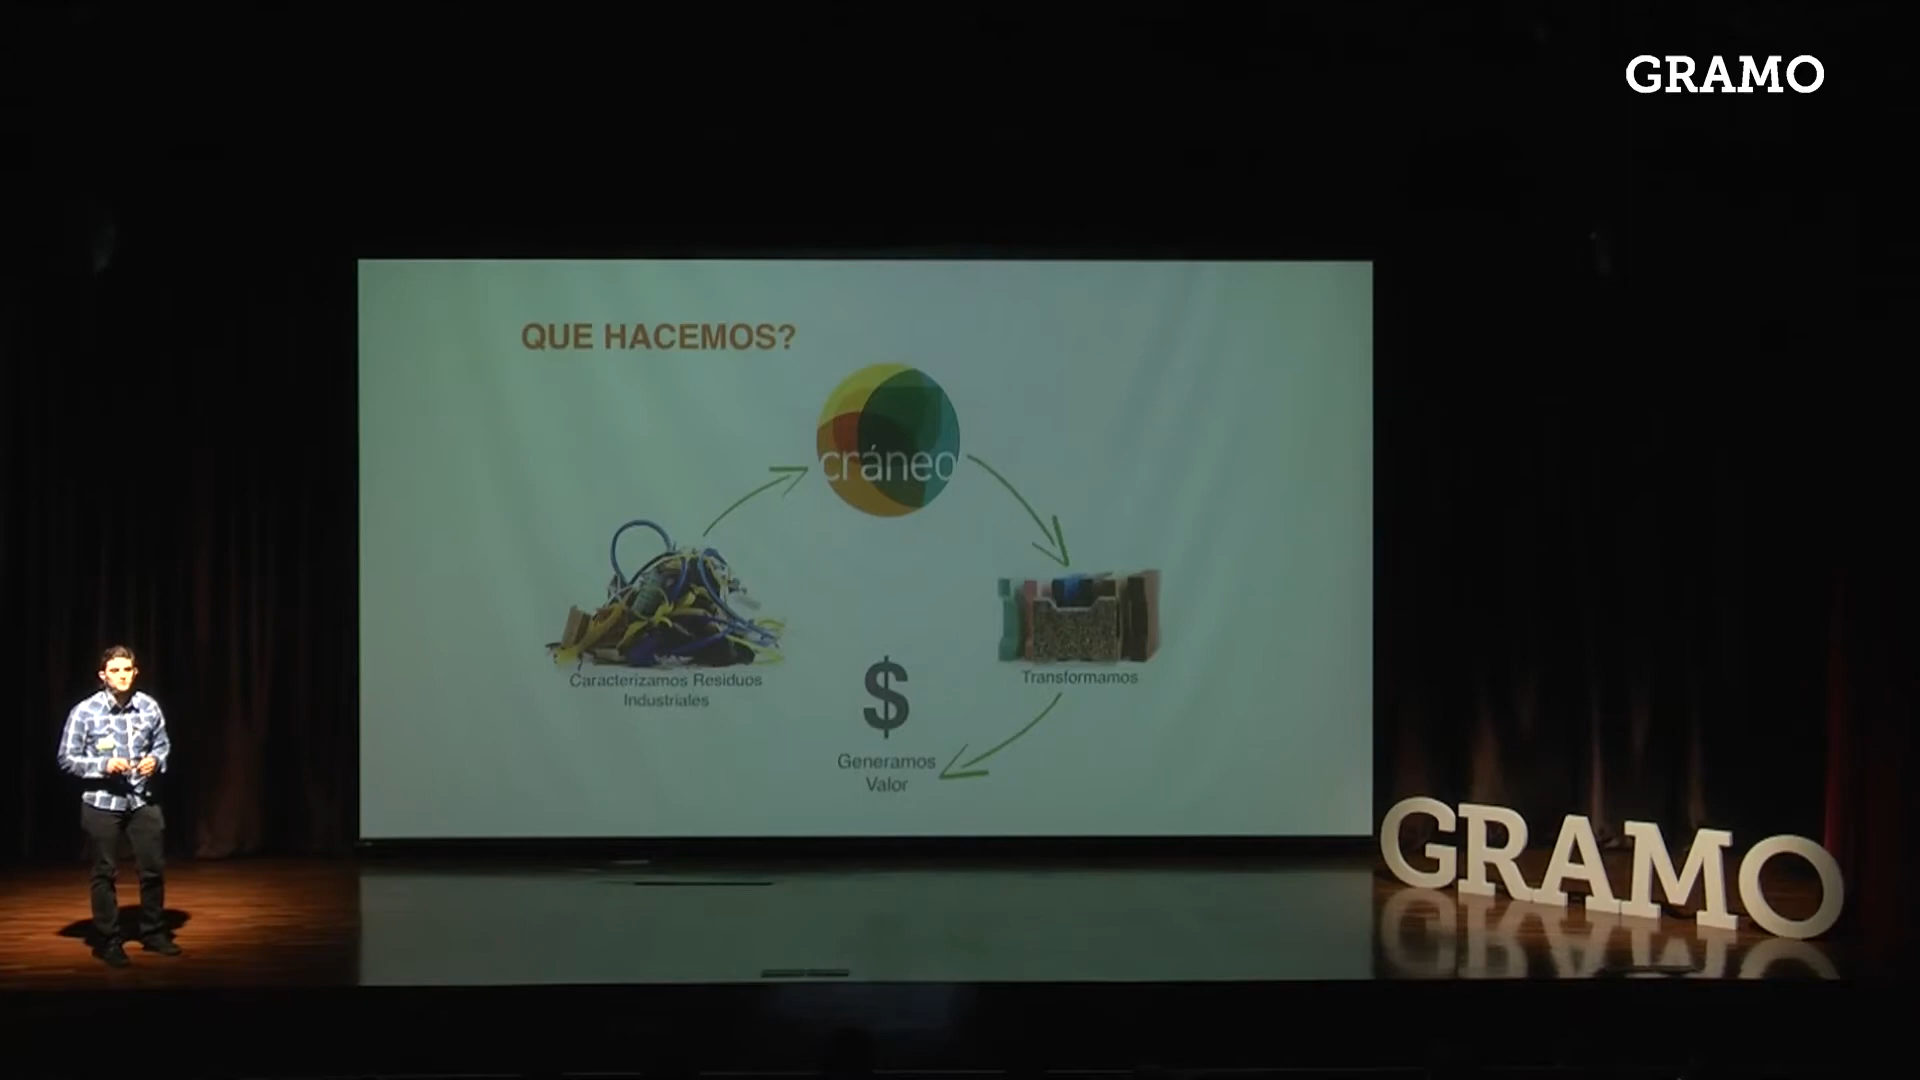 GRAMO
QUE HACEMOS?
cráneo
Caracterizamos Residuos
Industriales
Transformamos
$
Generamos
Valor
GRAMO